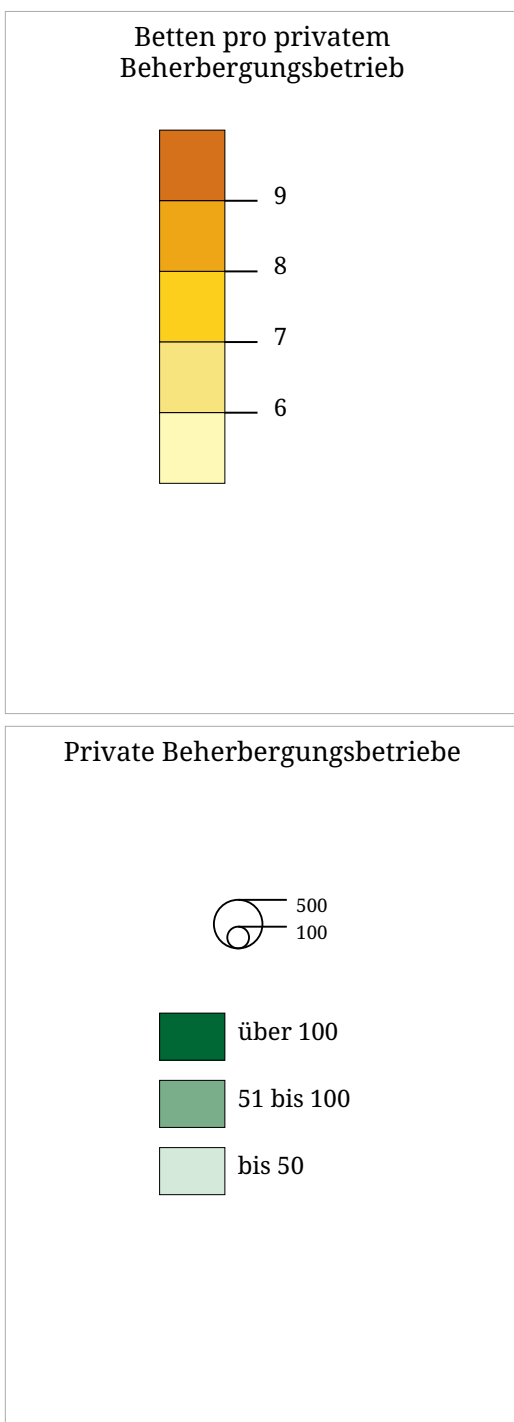 Betten pro privatem
Beherbergungsbetrieb
9
8
7
6
Private Beherbergungsbetriebe
500
100
über 100
51 bis 100
bis 50